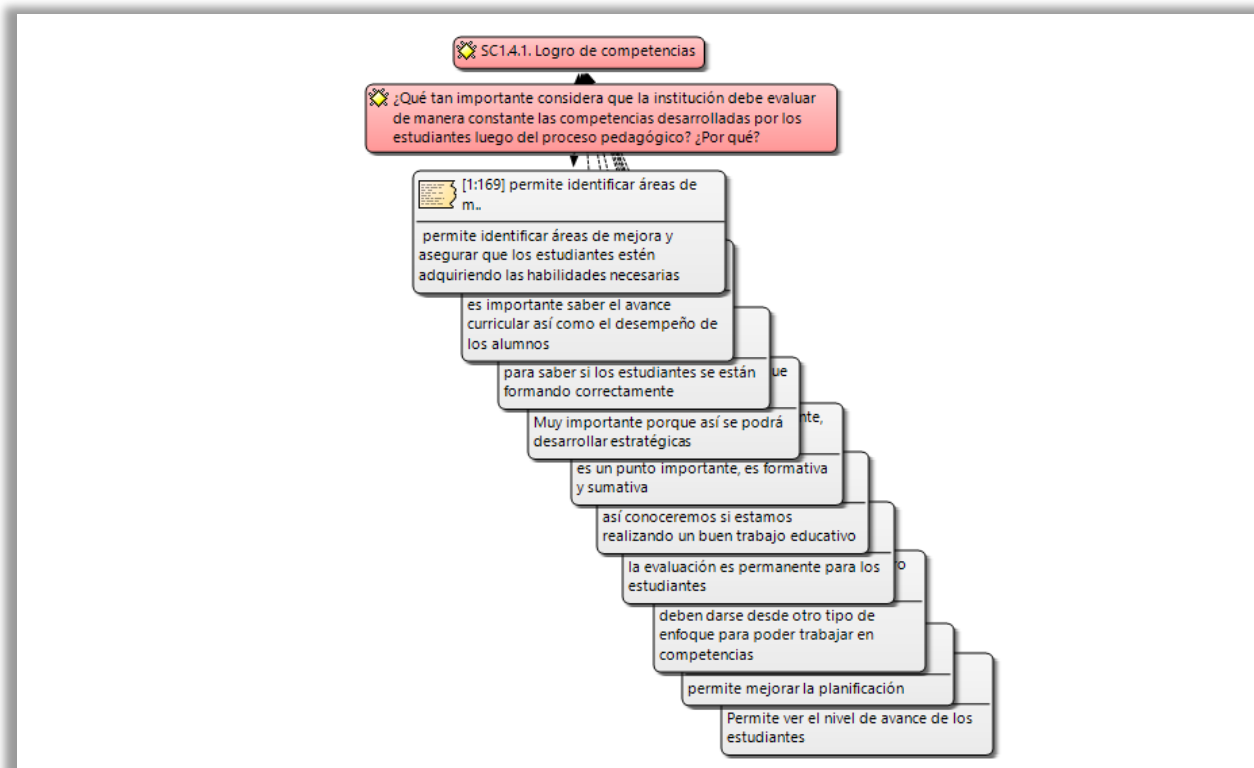 SC1.4.1. Logro de competencias
¿Qué tan importante considera que la institución debe evaluar
de manera constante las competencias desarrolladas por los
estudiantes luego del proceso pedagógico? ¿Por qué?
[1:169] permite identificar áreas de
m..
permite identificar áreas de mejora y
asegurar que los estudiantes estén
adquiriendo las habilidades necesarias
es importante saber el avance
curricular así como el desempeño de
los alumnos
para saber si los estudiantes se están
formando correctamente
ue
Muy importante porque así se podrá
desarrollar estratégicas
nte,
es un punto importante, es formativa
y sumativa
así conoceremos si estamos
realizando un buen trabajo educativo
la evaluación es permanente para los
estudiantes
ro
deben darse desde otro tipo de
enfoque para poder trabajar en
competencias
permite mejorar la planificación
Permite ver el nivel de avance de los
estudiantes